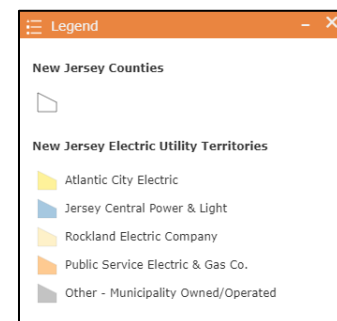 Legend
New Jersey Counties
New Jersey Electric Utility Territories
Atlantic City Electric
Jersey Central Power & Light
Rockland Electric Company
Public Service Electric & Gas Co.
Other - Municipality Owned/Operated